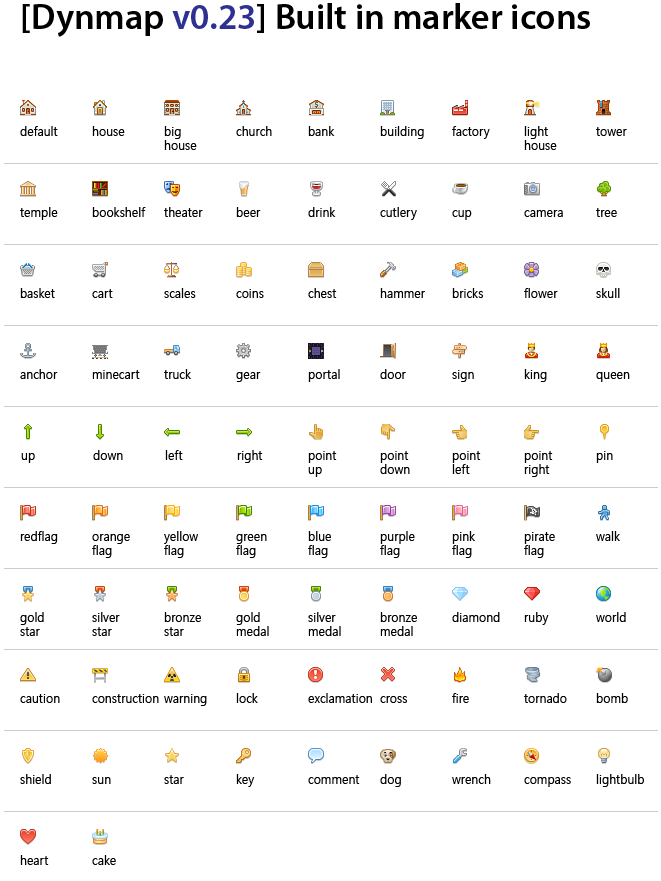 [Dynmap v0.23] Built in marker icons
default house big church bank building factory light tower
house house
temple bookshelf theater beer drink cutlery cup camera tree
basket cart scales coins chest hammer bricks flower skull
anchor minecart truck gear portal door sign king queen
up down left right point point point point pin
up down left right
redflag orange yellow green blue purple pink pirate walk
flag flag flag flag flag flag flag
gold silver bronze gold silver bronze diamond ruby world
star star star medal medal medal
caution construction warning lock exclamation cross fire tornado bomb
shield sun star key comment dog wrench compass lightbulb
heart cake